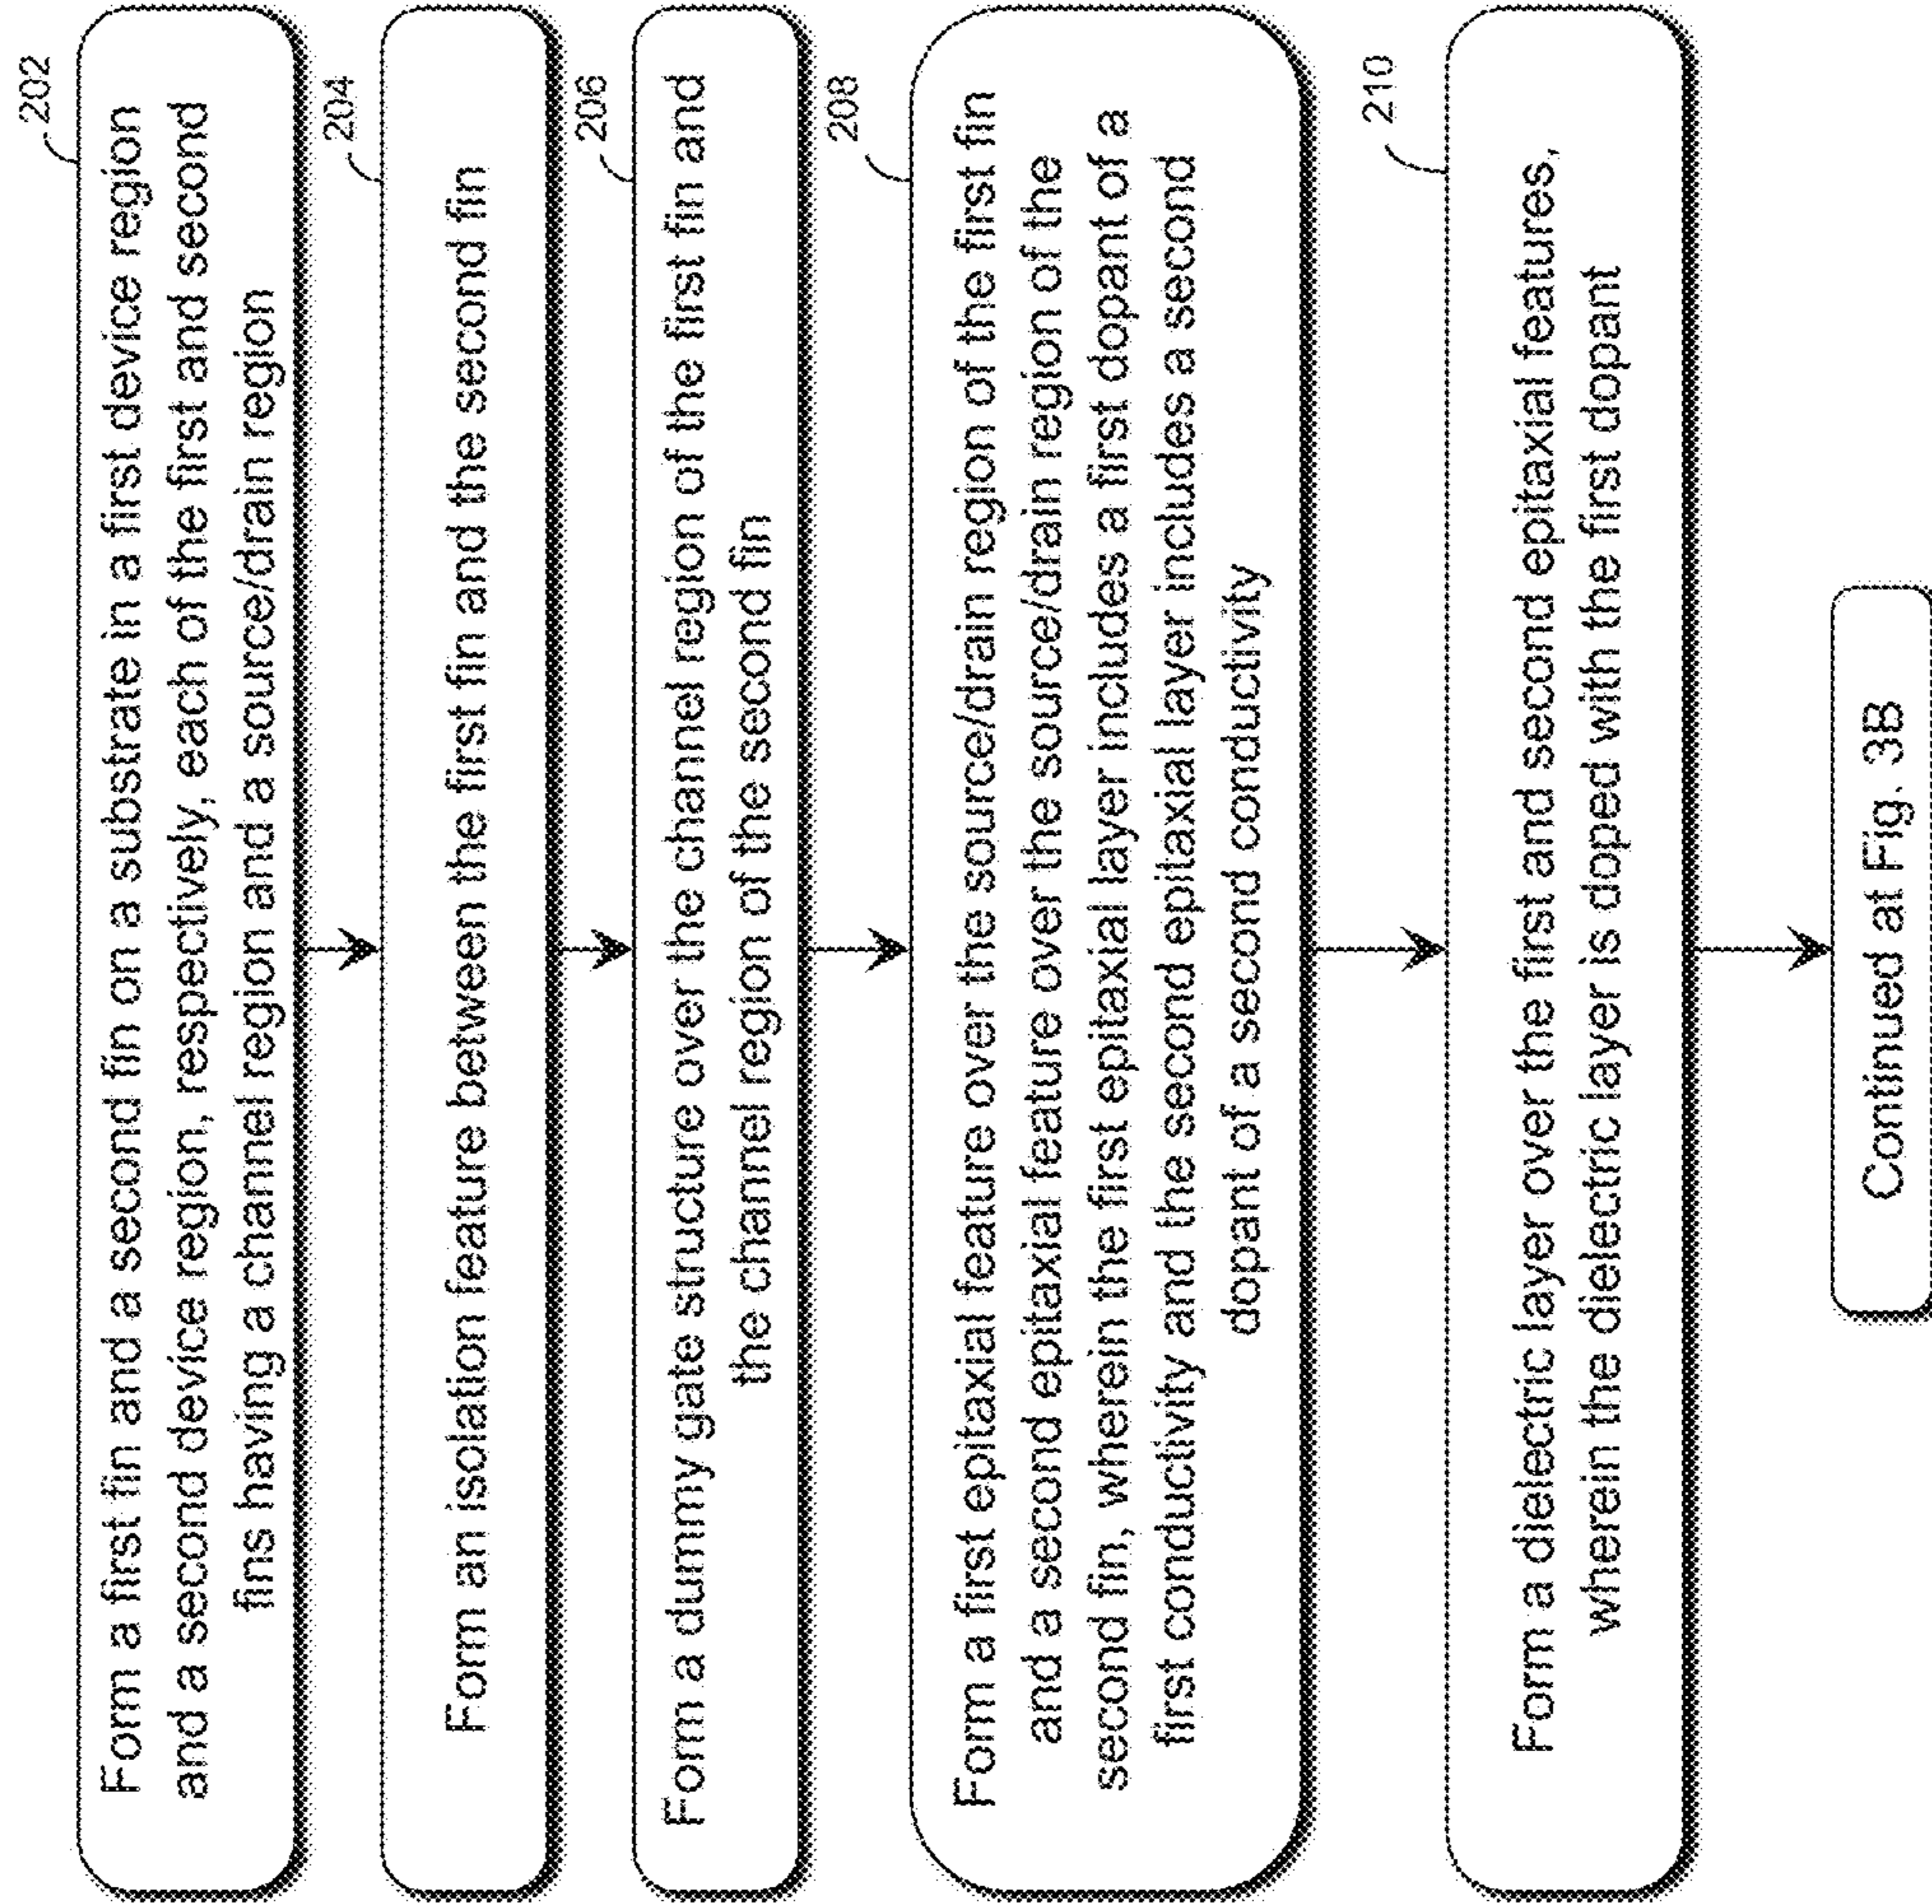 202
Form a first fin and a second fin on a substrate in a first device region
and a second device region, respectively, each of the first and second
fins having a channel region and a source/drain region
204
Form an isolation feature between the first fin and the second fin
206
Form a dummy gate structure over the channel region of the first fin and
the channel region of the second fin
208
Form a first epitaxial feature over the source/drain region of the first fin
and a second epitaxial feature over the source/drain region of the
second fin, wherein the first epitaxial layer includes a first dopant of a
first conductivity and the second epitaxial layer includes a second
dopant of a second conductivity
210
Form a dielectric layer over the first and second epitaxial features,
wherein the dielectric layer is doped with the first dopant
Continued at Fig. 3B